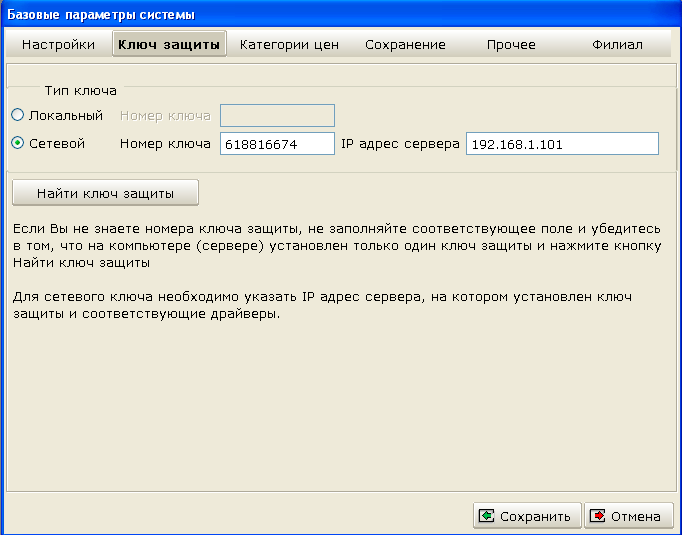 Базовые параметры системы
Настройки Ключ защиты Категории цен Сохранение Прочее Филиал
Тип ключа
Локальный Номер ключа
Сетевой Номер ключа 618816674 IP адрес сервера 192.168.1.101
Найти ключ защиты
Если Вы не знаете номера ключа защиты, не заполняйте соответствующее поле и убедитесь
в том, что на компьютере (сервере) установлен только один ключ защиты и нажмите кнопку
Найти ключ защиты
Для сетевого ключа необходимо указать IP адрес сервера, на котором установлен ключ
защиты и соответствующие драйверы.
Сохранить Отмена